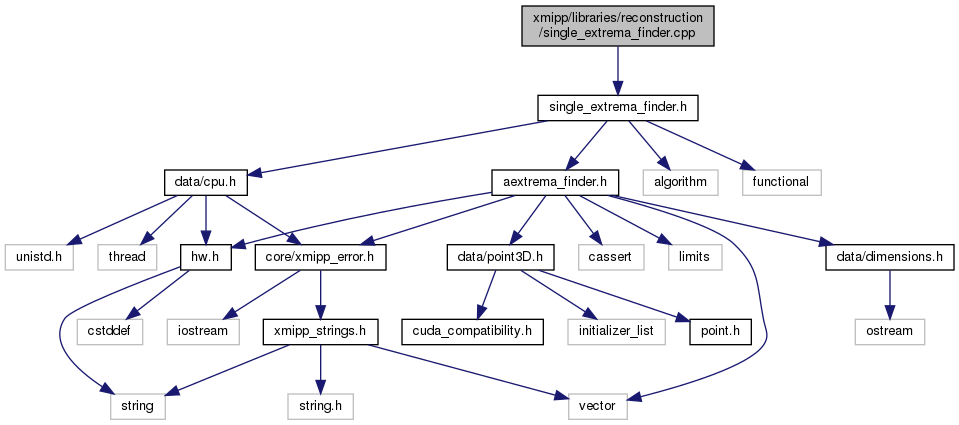 xmipp/libraries/reconstruction
/single_extrema_finder.cpp
single_extrema_finder.h
data/cpu.h
aextrema_finder.h
algorithm
functional
unistd.h
thread
hw.h
core/xmipp_error.h
data/point3D.h
cassert
limits
data/dimensions.h
cstddef
iostream
xmipp_strings.h
cuda_compatibility.h
initializer_list
point.h
ostream
string
string.h
vector